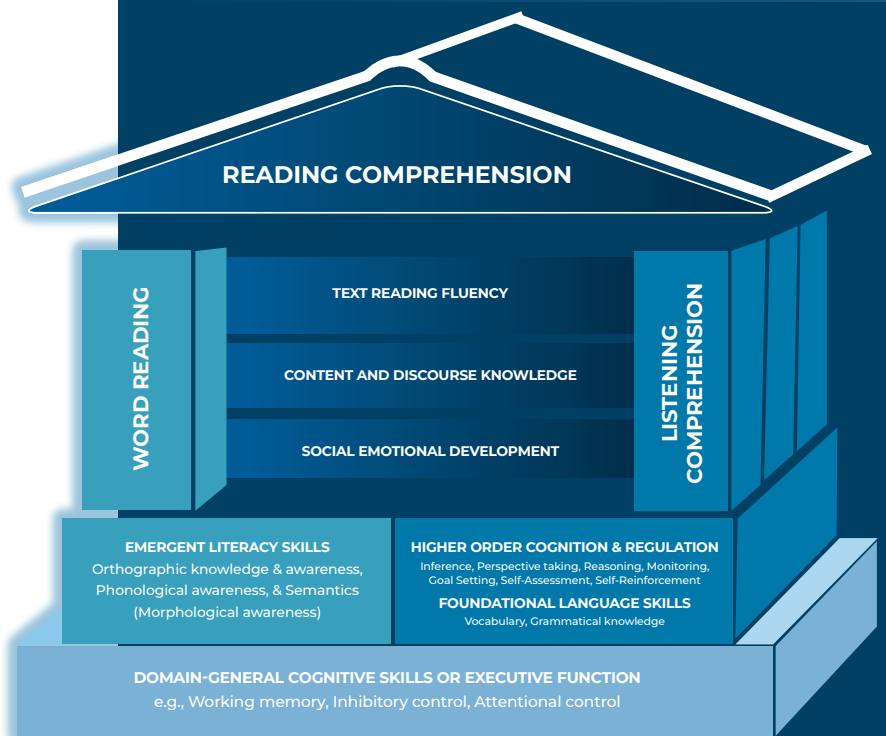 READING COMPREHENSION
WORD READING
TEXT READING FLUENCY
CONTENT AND DISCOURSE KNOWLEDGE
SOCIAL EMOTIONAL DEVELOPMENT
LISTENING
COMPREHENSION
EMERGENT LITERACY SKILLS
Orthographic knowledge & awareness,
Phonological awareness, & Semantics
(Morphological awareness)
HIGHER ORDER COGNITION & REGULATION
Inference, Perspective taking, Reasoning, Monitoring,
Goal Setting, Self-Assessment, Self-Reinforcement
FOUNDATIONAL LANGUAGE SKILLS
Vocabulary, Grammatical knowledge
DOMAIN-GENERAL COGNITIVE SKILLS OR EXECUTIVE FUNCTION
e.g., Working memory, Inhibitory control, Attentional control